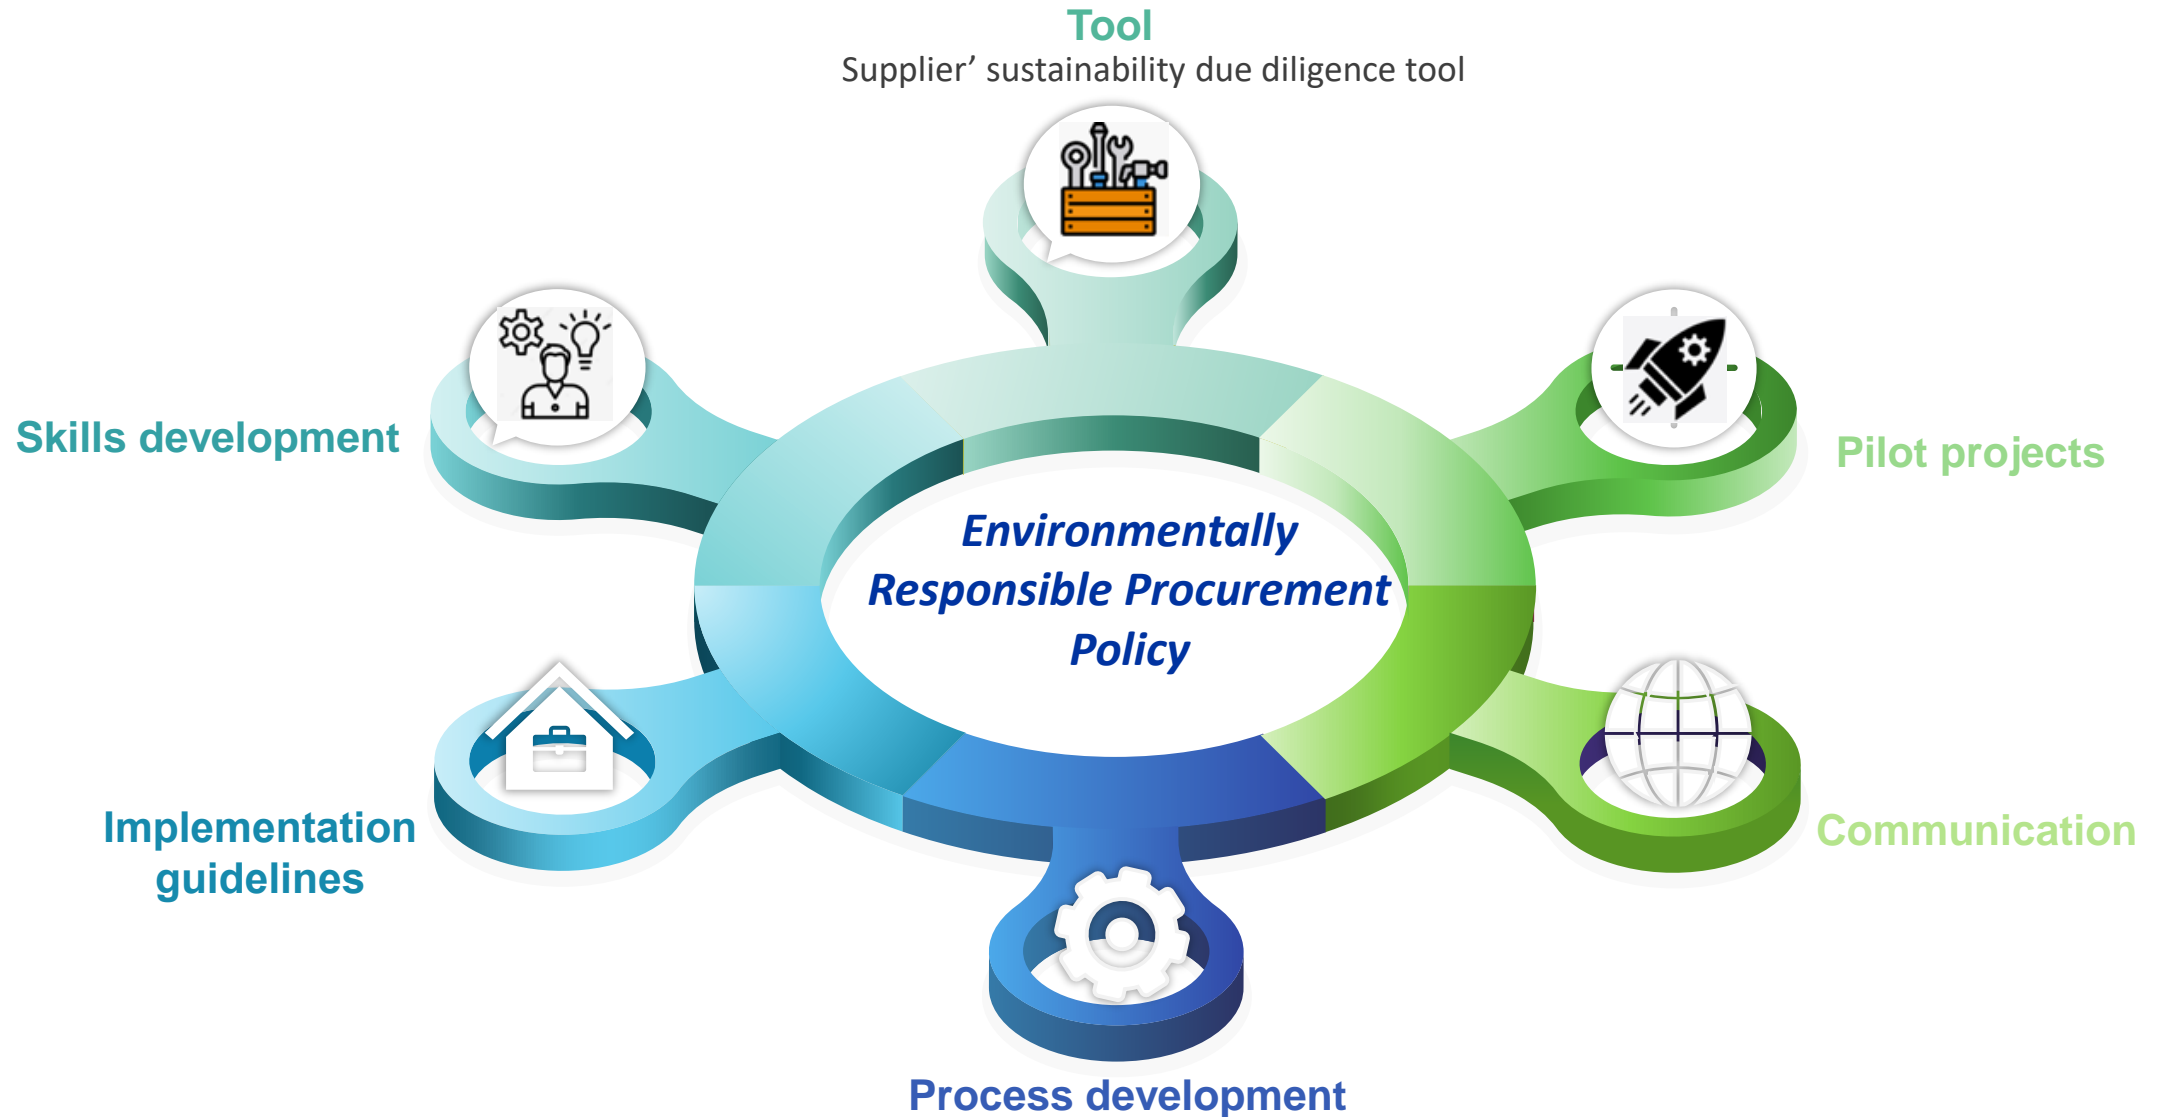 Tool
Supplier’ sustainability due diligence tool
Skills development
Pilot projects
Environmentally
Responsible Procurement
Policy
Implementation
guidelines
Communication
Process development